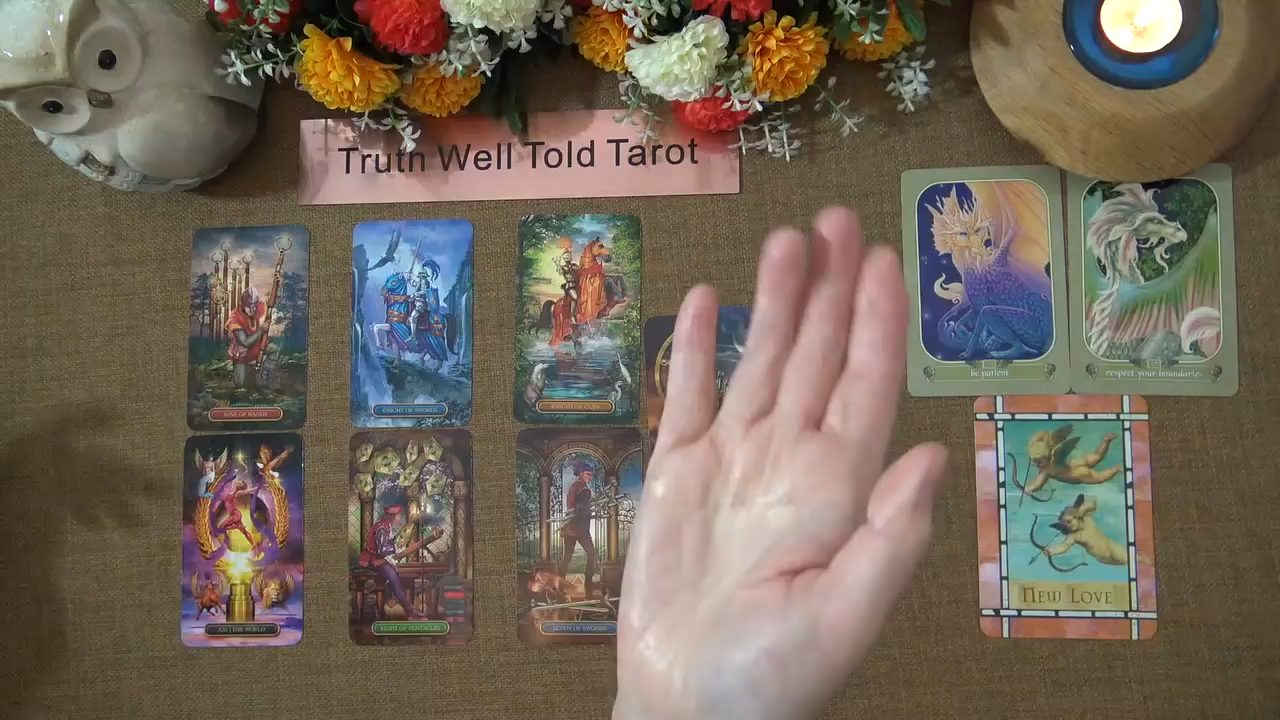 Truth Well Told Tarot
NINE OF WANDS
KNIGHT OF SWORDS
KNIGHT OF CUPS
be patient
respect your boundaries
XXI | THE WORLD
EIGHT OF PENTACLES
SEVEN OF SWORDS
NEW LOVE